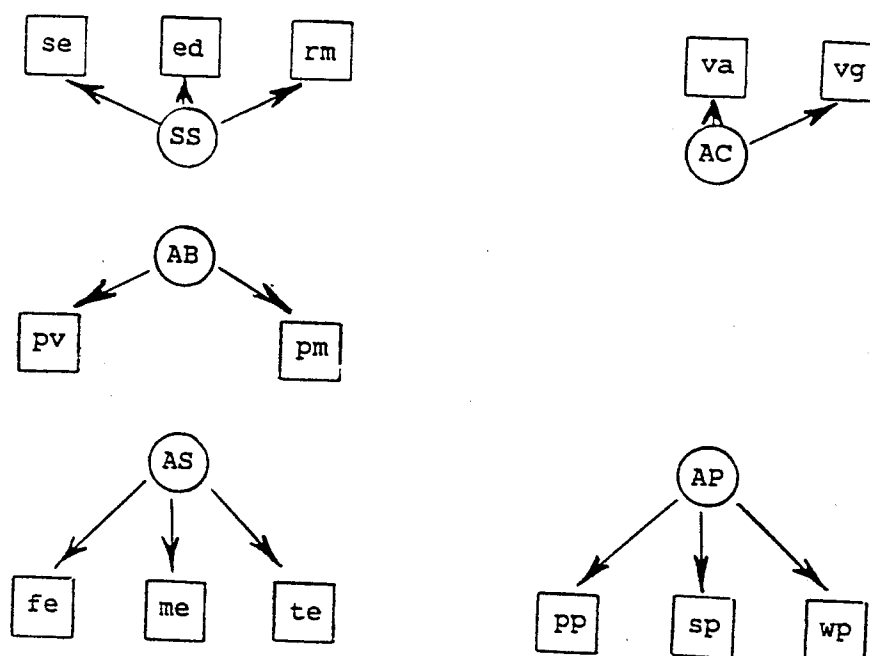 se ed rm
va vg
SS
AC
AB
pv pm
AS
AP
fe me te
pp sp wp